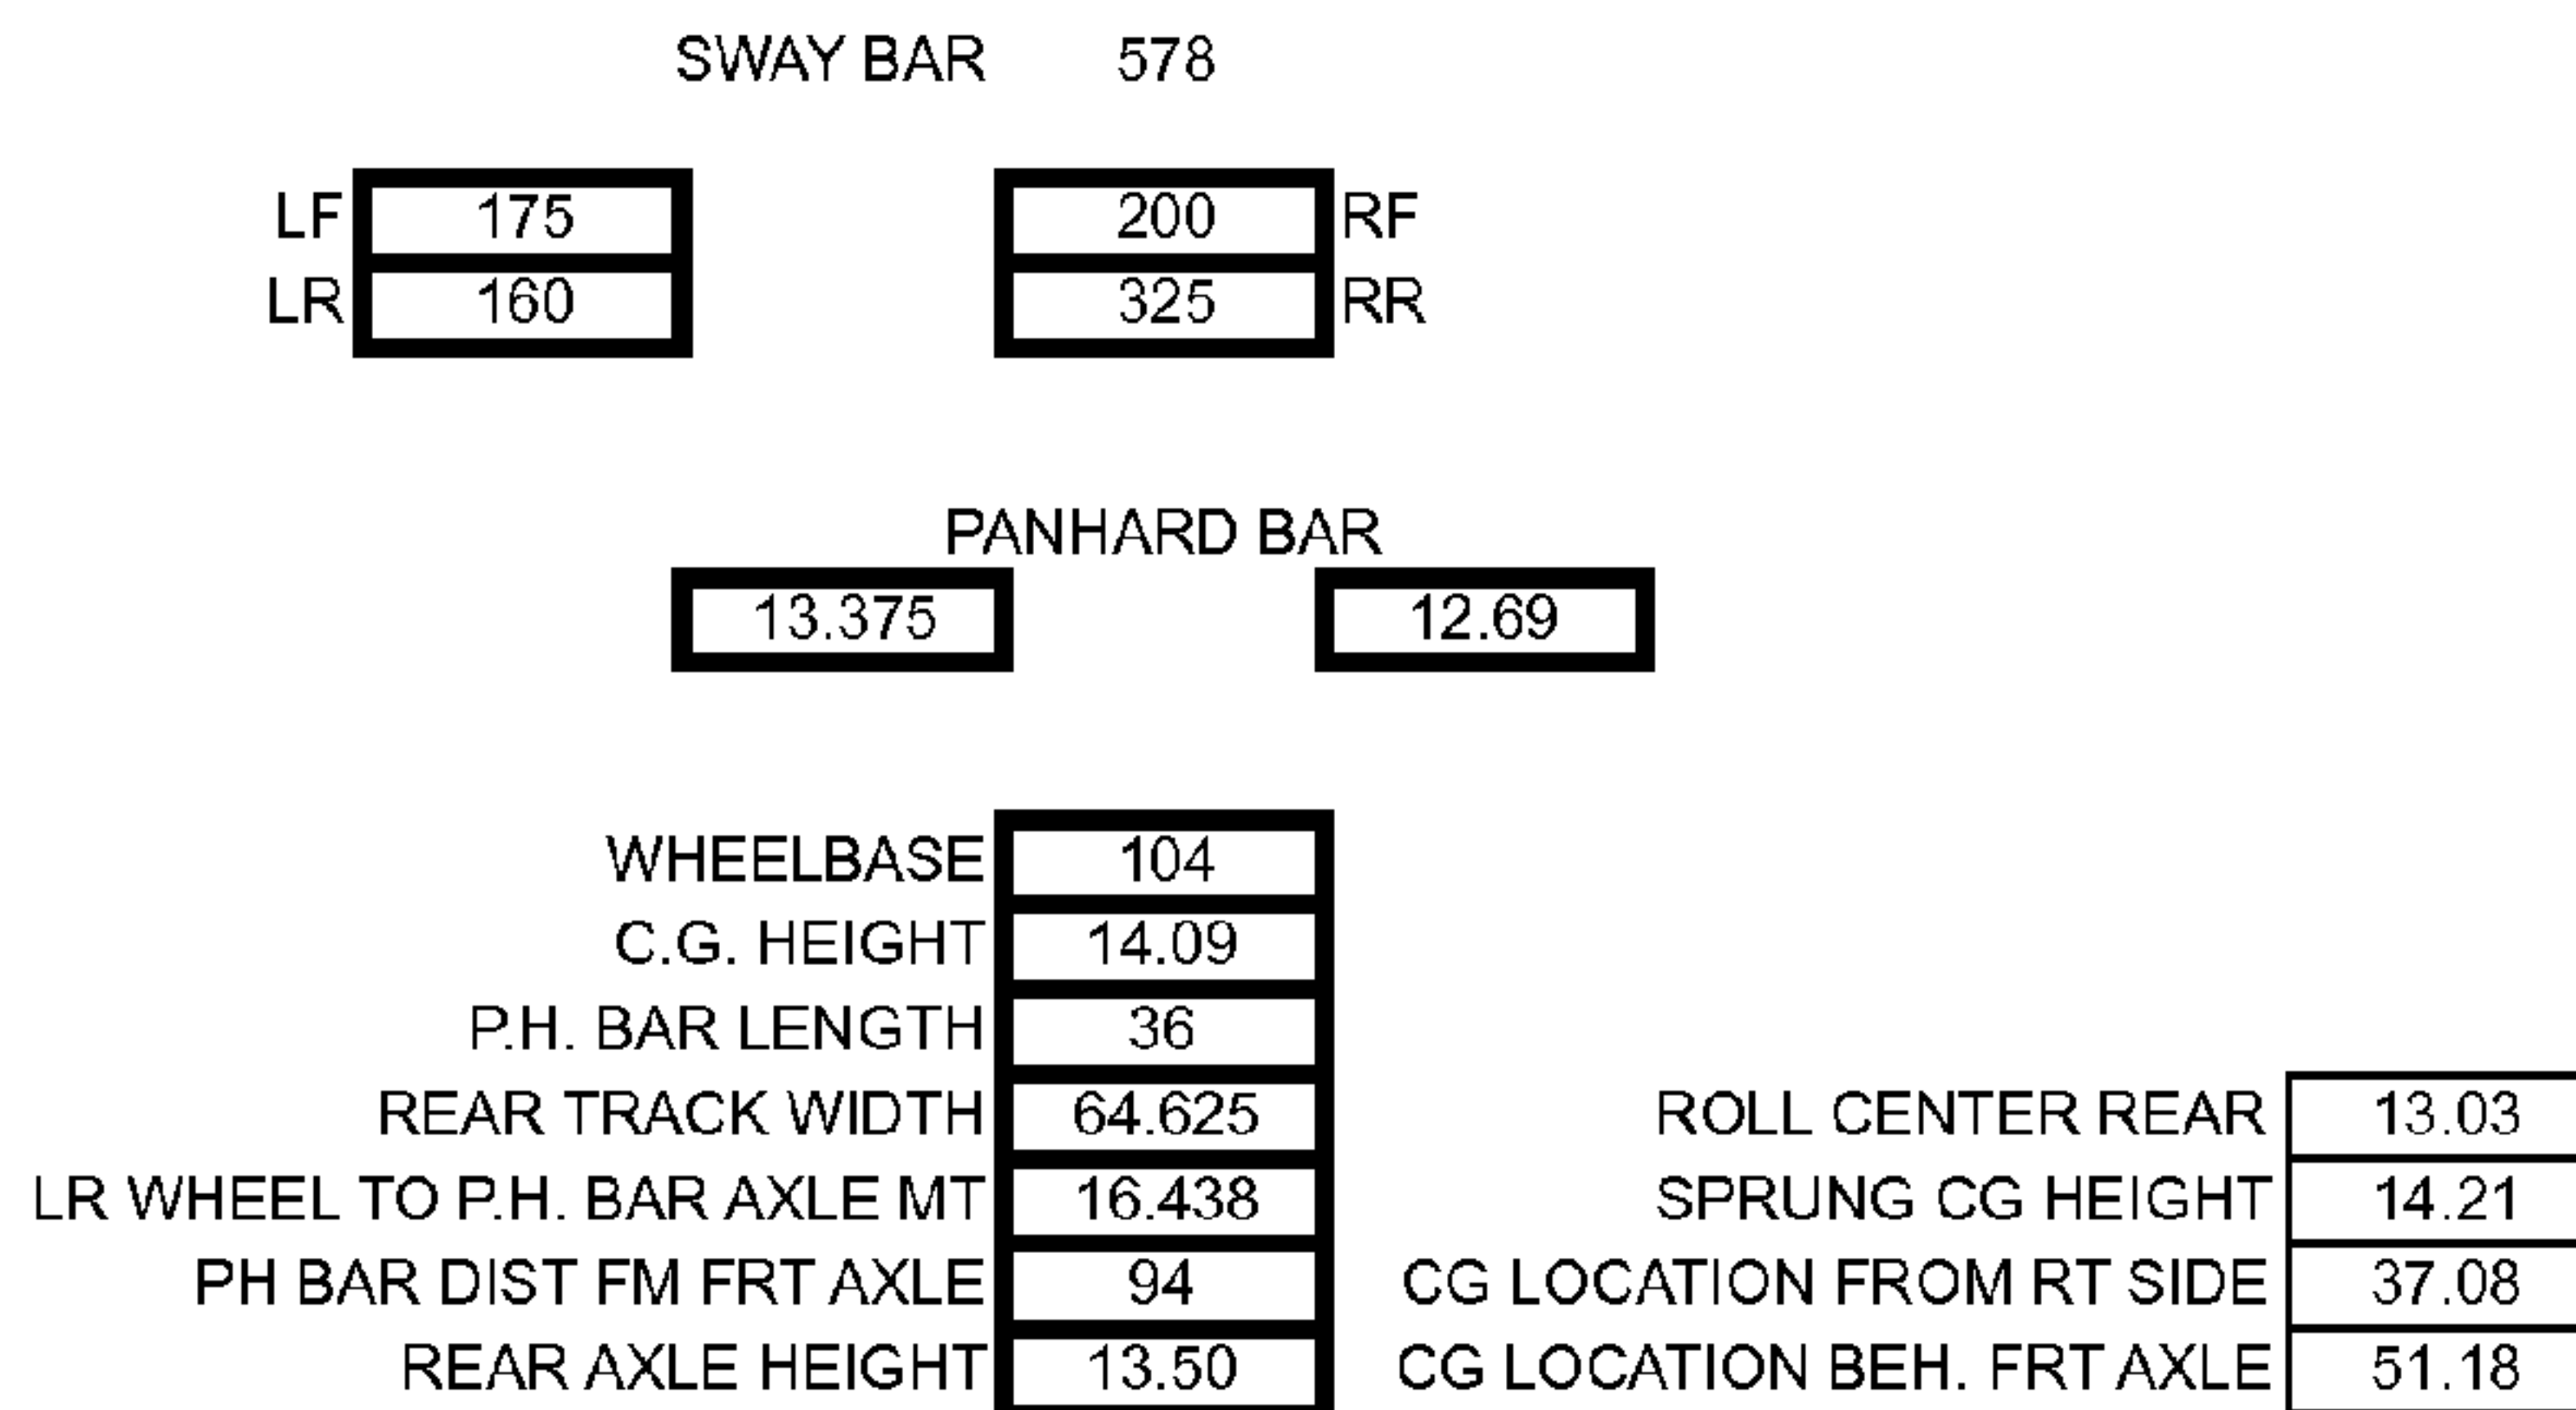 SWAY BAR 578
LF 175 200 RF
LR 160 325 RR
PANHARD BAR
13.375 12.69
WHEELBASE 104
C.G. HEIGHT 14.09
P.H. BAR LENGTH 36
REAR TRACK WIDTH 64.625 ROLL CENTER REAR 13.03
LR WHEEL TO P.H. BAR AXLE MT 16.438 SPRUNG CG HEIGHT 14.21
PH BAR DIST FM FRT AXLE 94 CG LOCATION FROM RT SIDE 37.08
REAR AXLE HEIGHT 13.50 CG LOCATION BEH. FRT AXLE 51.18